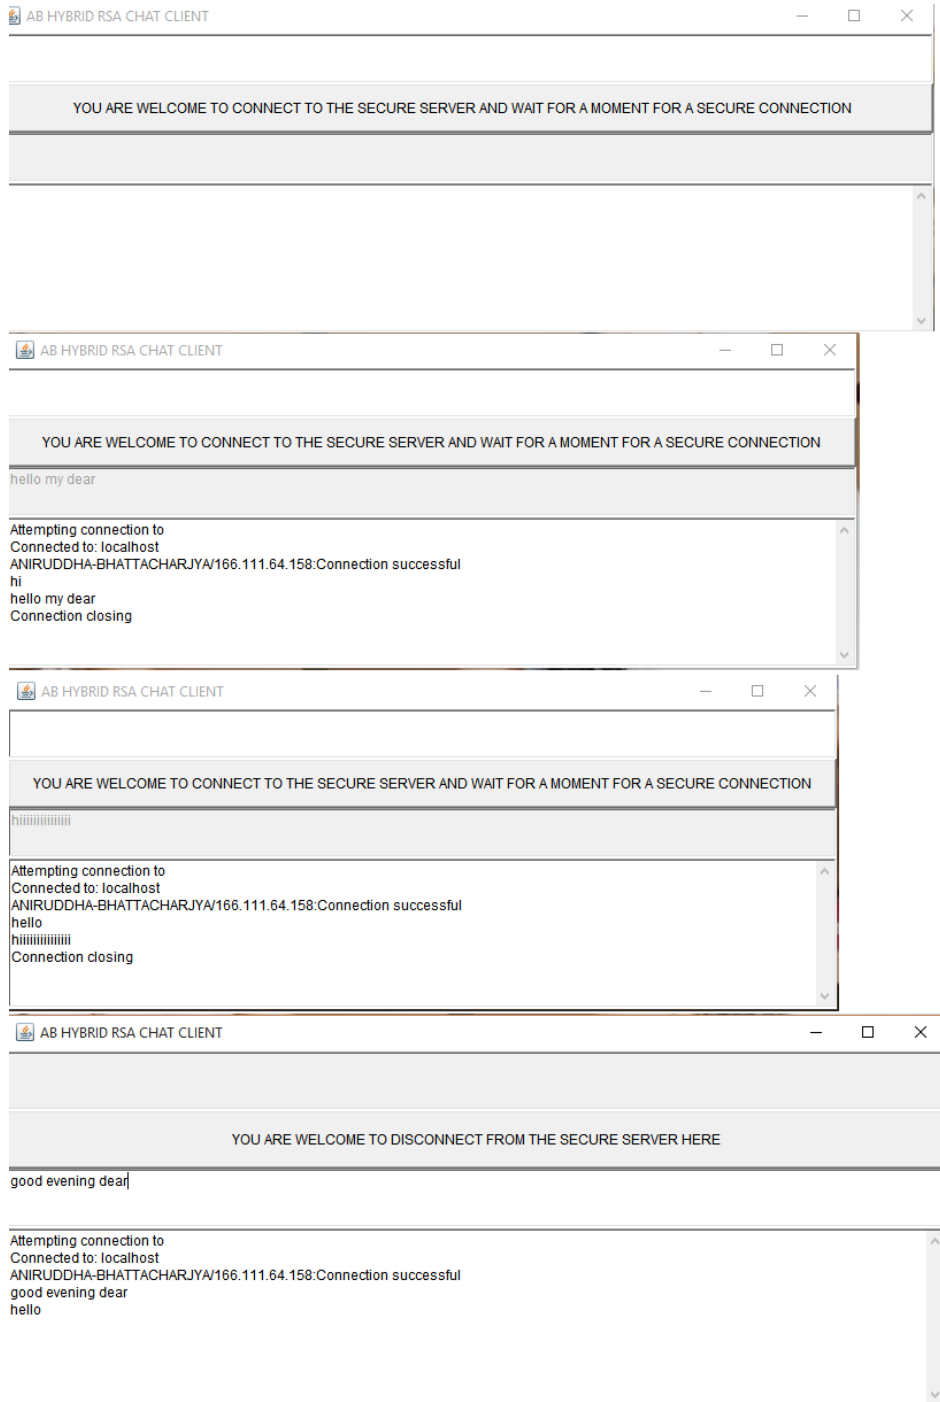 AB HYBRID RSA CHAT CLIENT
YOU ARE WELCOME TO CONNECT TO THE SECURE SERVER AND WAIT FOR A MOMENT FOR A SECURE CONNECTION
AB HYBRID RSA CHAT CLIENT
YOU ARE WELCOME TO CONNECT TO THE SECURE SERVER AND WAIT FOR A MOMENT FOR A SECURE CONNECTION
hello my dear
Attempting connection to
Connected to: localhost
ANIRUDDHA-BHATTACHARJYA/166.111.64.158:Connection successful
hi
hello my dear
Connection closing
AB HYBRID RSA CHAT CLIENT
YOU ARE WELCOME TO CONNECT TO THE SECURE SERVER AND WAIT FOR A MOMENT FOR A SECURE CONNECTION
hiiiiiiiiiiiiiii
Attempting connection to
Connected to: localhost
ANIRUDDHA-BHATTACHARJYA/166.111.64.158:Connection successful
hello
hiiiiiiiiiiiiiii
Connection closing
AB HYBRID RSA CHAT CLIENT
YOU ARE WELCOME TO DISCONNECT FROM THE SECURE SERVER HERE
good evening dear
Attempting connection to
Connected to: localhost
ANIRUDDHA-BHATTACHARJYA/166.111.64.158:Connection successful
good evening dear
hello